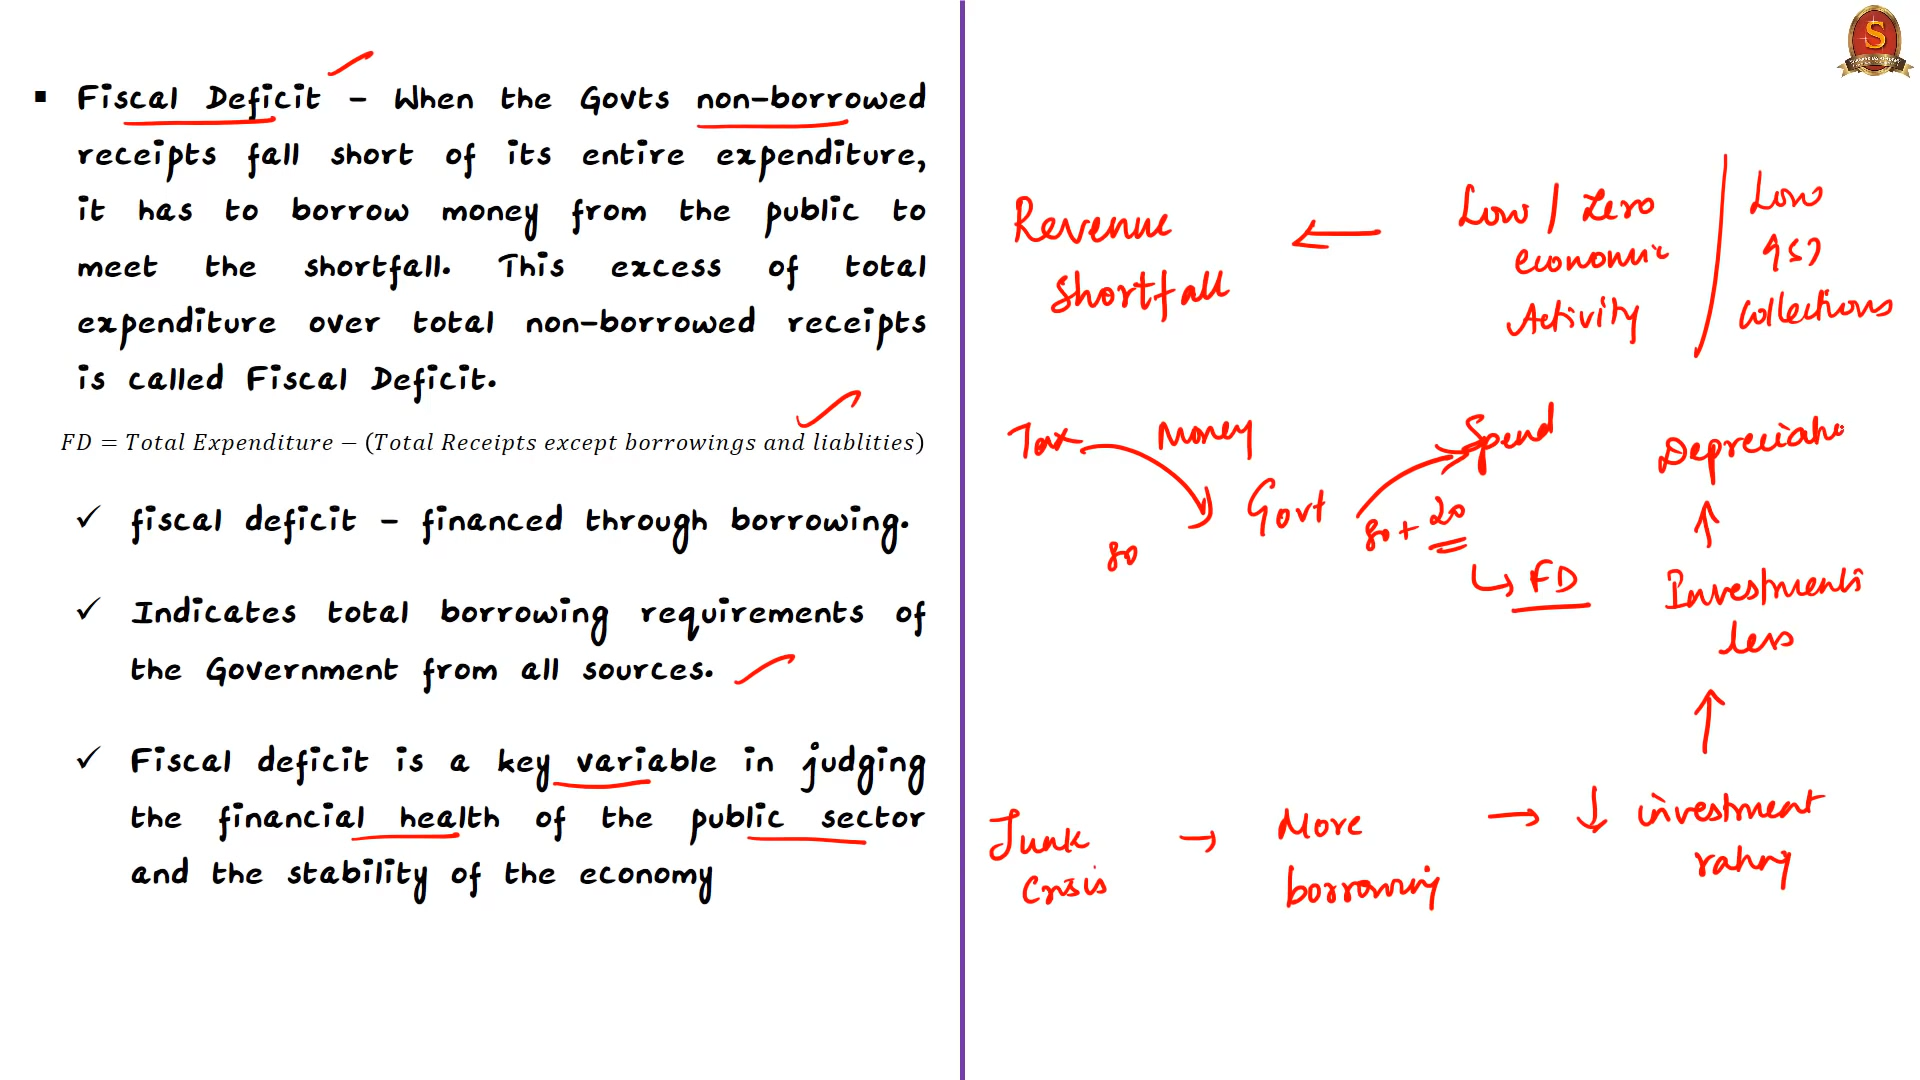 ▪ Fiscal Deficit – When the Govts non-borrowed
receipts fall short of its entire expenditure,
it has to borrow money from the public to
meet the shortfall. This excess of total
expenditure over total non-borrowed receipts
is called Fiscal Deficit.
FD = Total Expenditure − (Total Receipts except borrowings and liablities)
✓ fiscal deficit – financed through borrowing.
✓ Indicates total borrowing requirements of
the Government from all sources.
✓ Fiscal deficit is a key variable in judging
the financial health of the public sector
and the stability of the economy
S
Revenue
Shortfall
←
Low / Zero
economic
Activity
Low
GST
Collections
Tax
Money
Govt
Spend
80
80 + 20
↳ FD
Depreciate
↑
Investments
less
↑
Junk
Crisis
→ More
borrowing
→ ↓ investment
rating